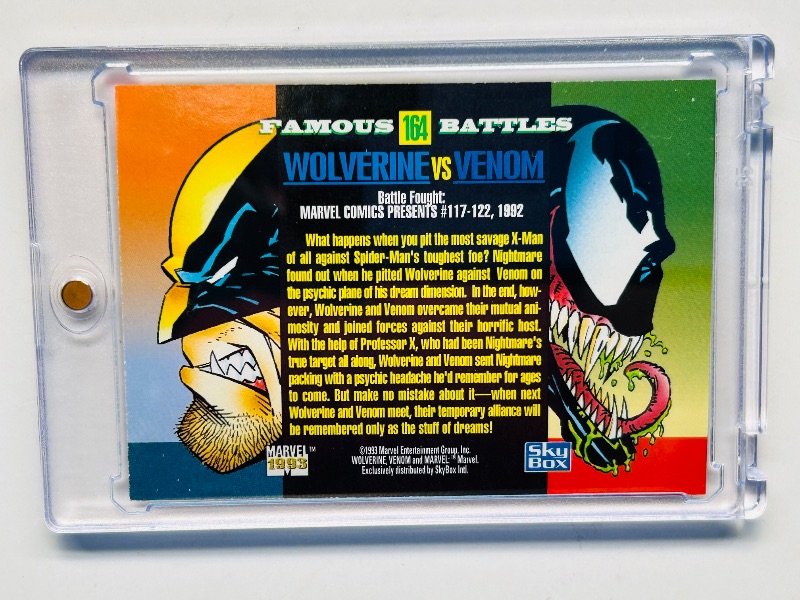 FAMOUS 164 BATTLES
WOLVERINE VS VENOM
Battle Fought:
MARVEL COMICS PRESENTS #117-122, 1992
What happens when you pit the most savage X-Man
of all against Spider-Man's toughest foe? Nightmare
found out when he pitted Wolverine against Venom on
the psychic plane of his dream dimension. In the end, how-
ever, Wolverine and Venom overcame their mutual ani-
mosity and joined forces against their horrific host.
With the help of Professor X, who had been Nightmare's
true target all along, Wolverine and Venom sent Nightmare
packing with a psychic headache he'd remember for ages
to come. But make no mistake about it—when next
Wolverine and Venom meet, their temporary alliance will
be remembered only as the stuff of dreams!
MARVEL™
1993
©1993 Marvel Entertainment Group, Inc.
WOLVERINE, VENOM and MARVEL: ™ Marvel.
Exclusively distributed by SkyBox Intl.
SKY
BOX